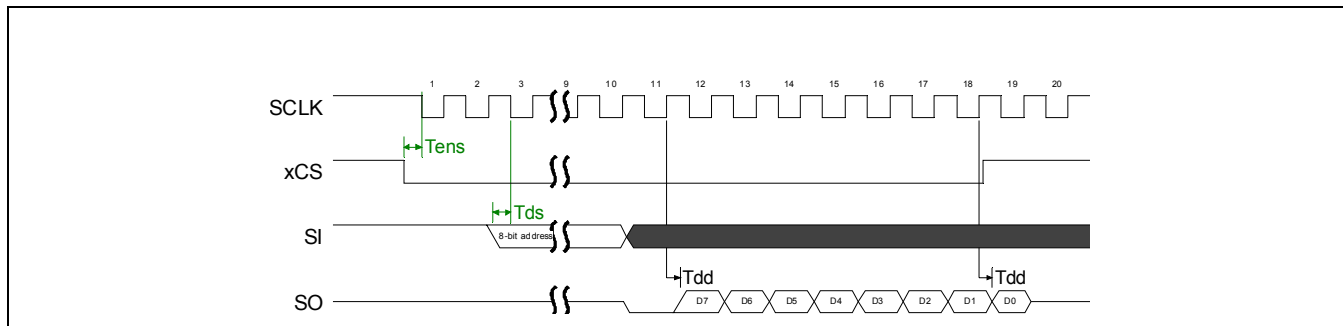 1 2 3 9 10 11 12 13 14 15 16 17 18 19 20
SCLK
Tens
xCS
Tds
SI
8-bit address
Tdd Tdd
SO
D7 D6 D5 D4 D3 D2 D1 D0